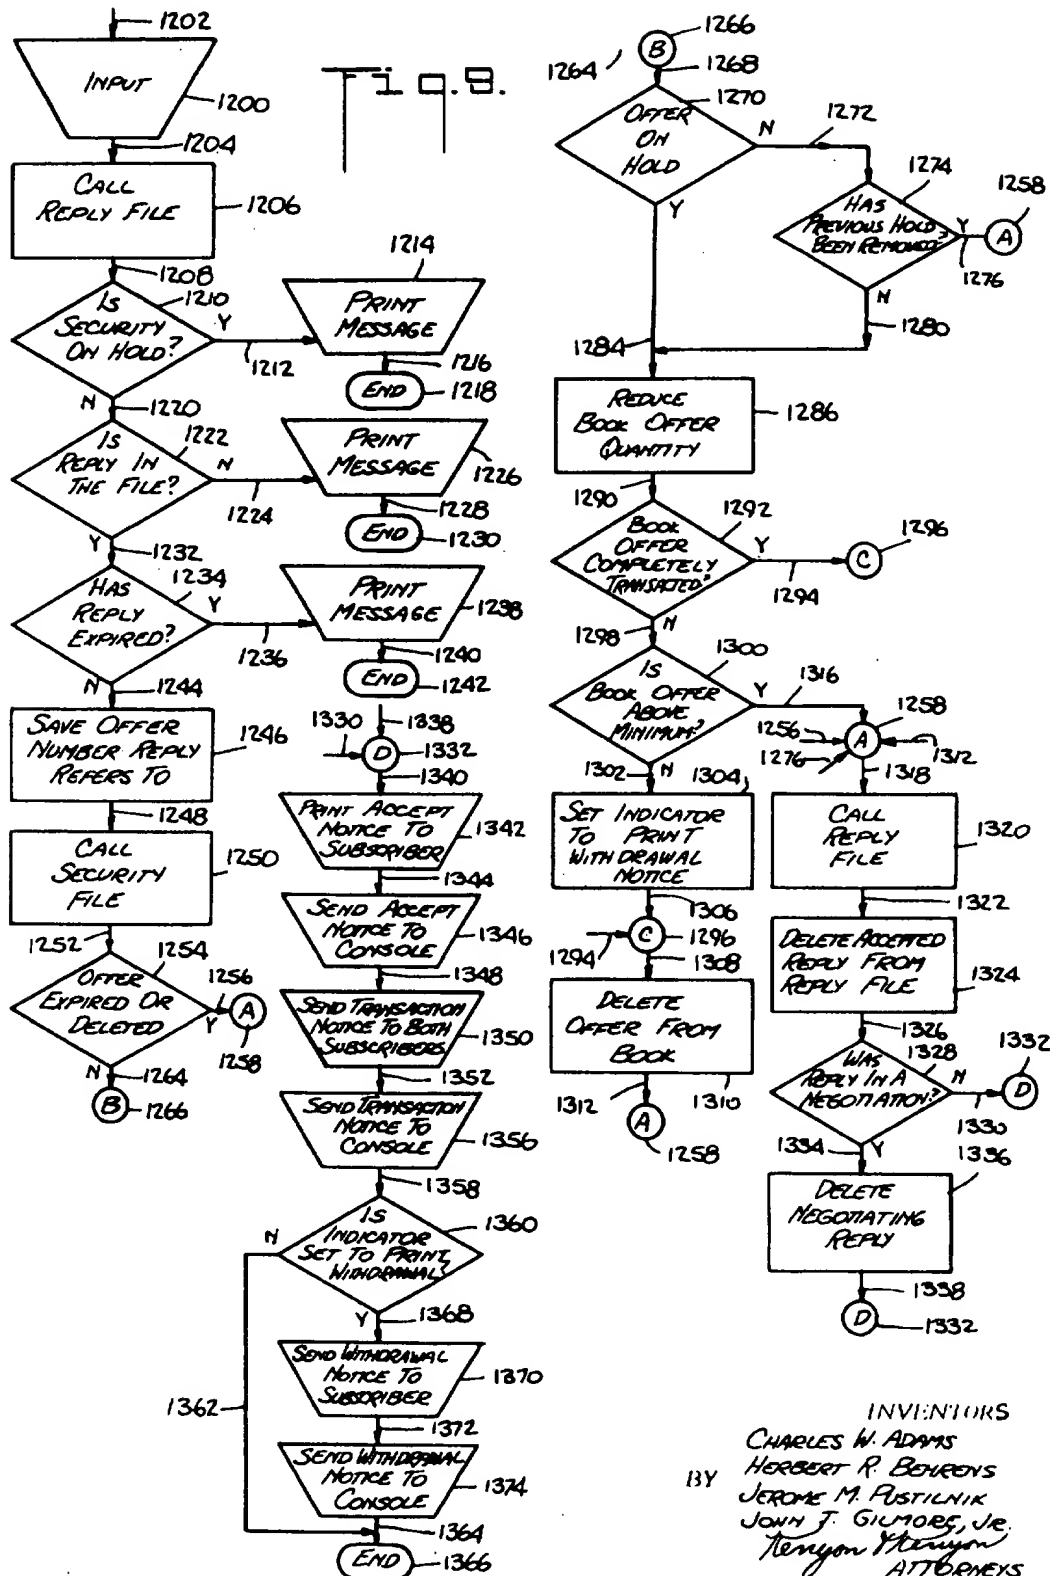 1202
INPUT
1200
1204
CALL
REPLY FILE
1206
1208
IS
SECURITY
ON HOLD?
1210
Y
1212
1214
PRINT
MESSAGE
1216
END
1218
N
1220
IS
REPLY IN
THE FILE?
1222
N
1224
PRINT
MESSAGE
1226
1228
END
1230
Y
1232
HAS
REPLY
EXPIRED?
1234
Y
1236
PRINT
MESSAGE
1238
1240
END
1242
N
1244
SAVE OFFER
NUMBER REPLY
REFERS TO
1246
1248
CALL
SECURITY
FILE
1250
1252
OFFER
EXPIRED OR
DELETED
1254
1256
Y
A
1258
N
1264
B
1266
1330
1338
D
1332
1340
PRINT ACCEPT
NOTICE TO
SUBSCRIBER
1342
1344
SEND ACCEPT
NOTICE TO
CONSOLE
1346
1348
SEND TRANSACTION
NOTICE TO BOTH
SUBSCRIBERS
1350
1352
SEND TRANSACTION
NOTICE TO
CONSOLE
1356
1358
IS
INDICATOR
SET TO PRINT
WITHDRAWAL?
1360
N
1362
Y
1368
SEND WITHDRAWAL
NOTICE TO
SUBSCRIBER
1370
1372
SEND WITHDRAWAL
NOTICE TO
CONSOLE
1374
1364
END
1366
Fig. 8.
1264
B
1266
1268
OFFER
ON
HOLD
1270
N
1272
Y
HAS
PREVIOUS HOLD
BEEN REMOVED?
1274
Y
1276
A
1258
N
1280
1284
REDUCE
BOOK OFFER
QUANTITY
1286
1290
BOOK
OFFER
COMPLETELY
TRANSACTED?
1292
Y
1294
C
1296
1298
N
IS
BOOK OFFER
ABOVE
MINIMUM?
1300
Y
1316
1302
N
1304
SET INDICATOR
TO PRINT
WITHDRAWAL
NOTICE
1306
1294
C
1296
1308
DELETE
OFFER FROM
BOOK
1310
1312
A
1258
1256
A
1258
1276
1312
1318
CALL
REPLY
FILE
1320
1322
DELETE ACCEPTED
REPLY FROM
REPLY FILE
1324
1326
WAS
REPLY IN A
NEGOTIATION?
1328
N
1330
D
1332
1334
Y
1336
DELETE
NEGOTIATING
REPLY
1338
D
1332
INVENTORS
CHARLES W. ADAMS
BY HERBERT R. BEHRENS
JEROME M. PUSTILNIK
JOHN J. GILMORE, JR.
Kenyon & Kenyon
ATTORNEYS